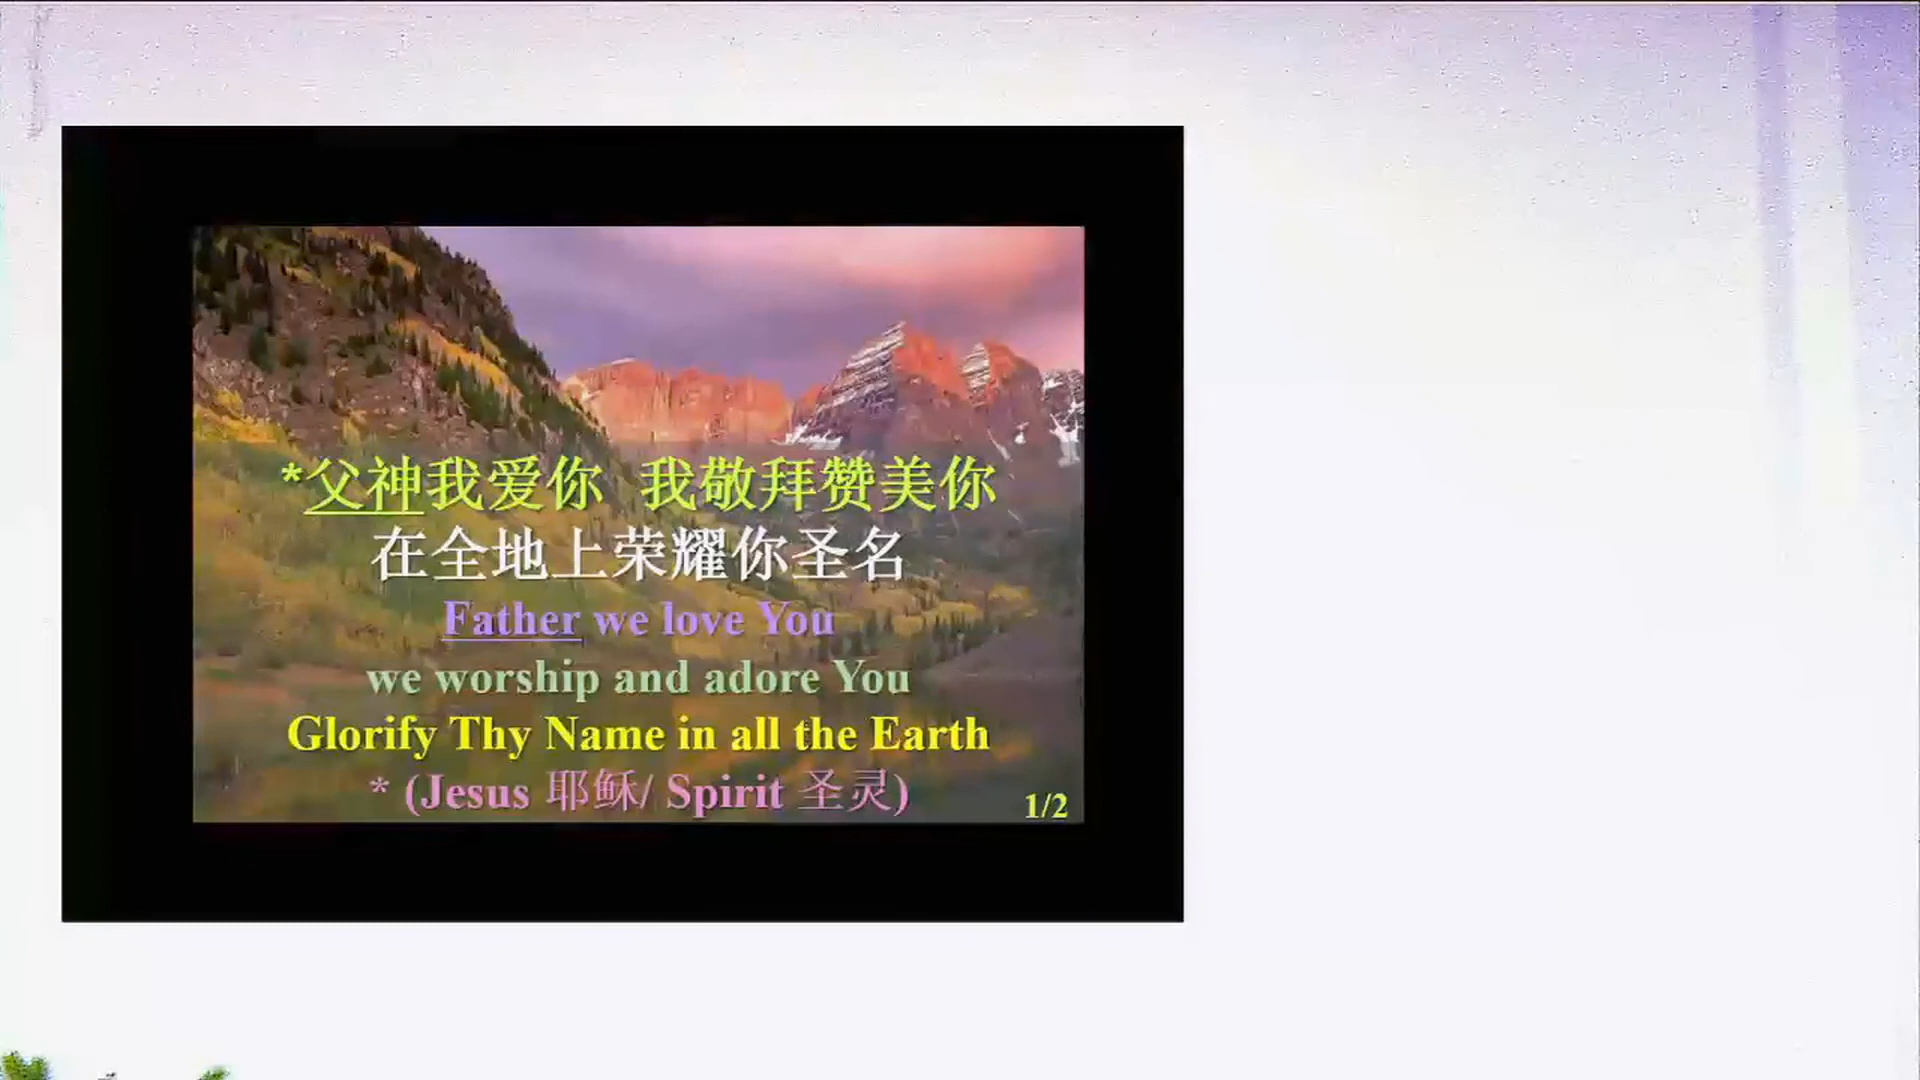 *父神我爱你 我敬拜赞美你
在全地上荣耀你圣名
Father we love You
we worship and adore You
Glorify Thy Name in all the Earth
* (Jesus 耶稣/ Spirit 圣灵)
1/2